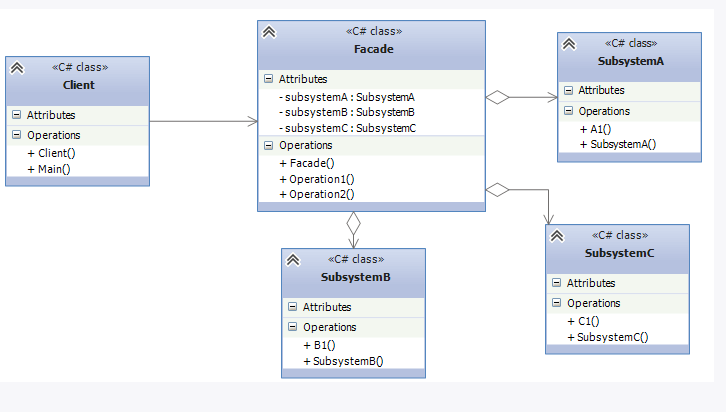 «C# class»
Client
Attributes
Operations
+ Client()
+ Main()
«C# class»
Facade
Attributes
- subsystemA : SubsystemA
- subsystemB : SubsystemB
- subsystemC : SubsystemC
Operations
+ Facade()
+ Operation1()
+ Operation2()
«C# class»
SubsystemA
Attributes
Operations
+ A1()
+ SubsystemA()
«C# class»
SubsystemB
Attributes
Operations
+ B1()
+ SubsystemB()
«C# class»
SubsystemC
Attributes
Operations
+ C1()
+ SubsystemC()